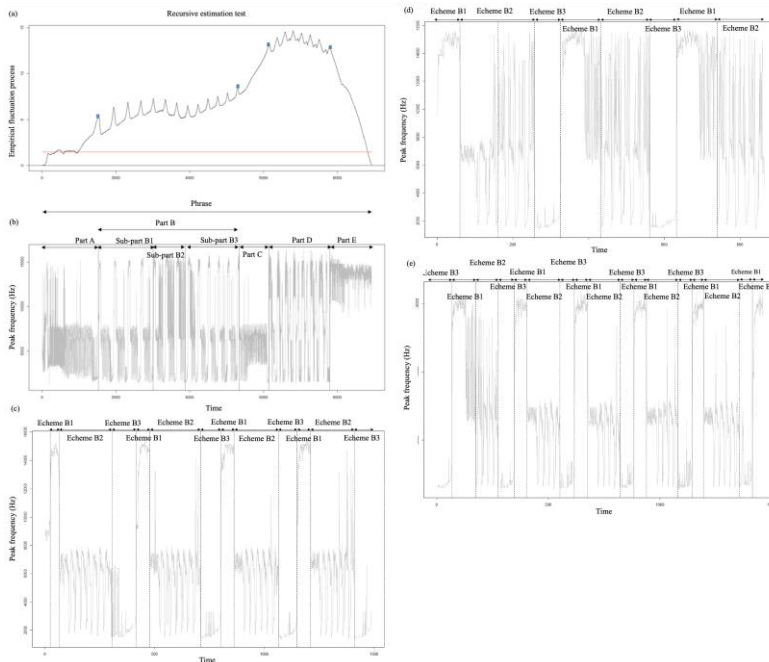 (a)
Recursive estimation test
Empirical fluctuation process
0
2000
4000
6000
8000
Phrase
Part B
(b)
Part A
Sub-part B1
Sub-part B2
Sub-part B3
Part C
Part D
Part E
Peak frequency (Hz)
Time
(c)
Echeme B1
Echeme B3
Echeme B2
Echeme B1
Echeme B3
Echeme B2
Echeme B1
Echeme B3
Echeme B2
Echeme B1
Echeme B2
Echeme B3
Peak frequency (Hz)
Time
(d)
Echeme B1
Echeme B2
Echeme B3
Echeme B1
Echeme B2
Echeme B3
Echeme B1
Echeme B2
Peak frequency (Hz)
Time
(e)
Echeme B2
Echeme B3
Echeme B3
Echeme B1
Echeme B3
Echeme B3
Echeme B1
Echeme B3
Echeme B1
Echeme B1
Echeme B1
Echeme B1
Echeme B2
Echeme B2
Echeme B2
Echeme B2
Peak frequency (Hz)
Time